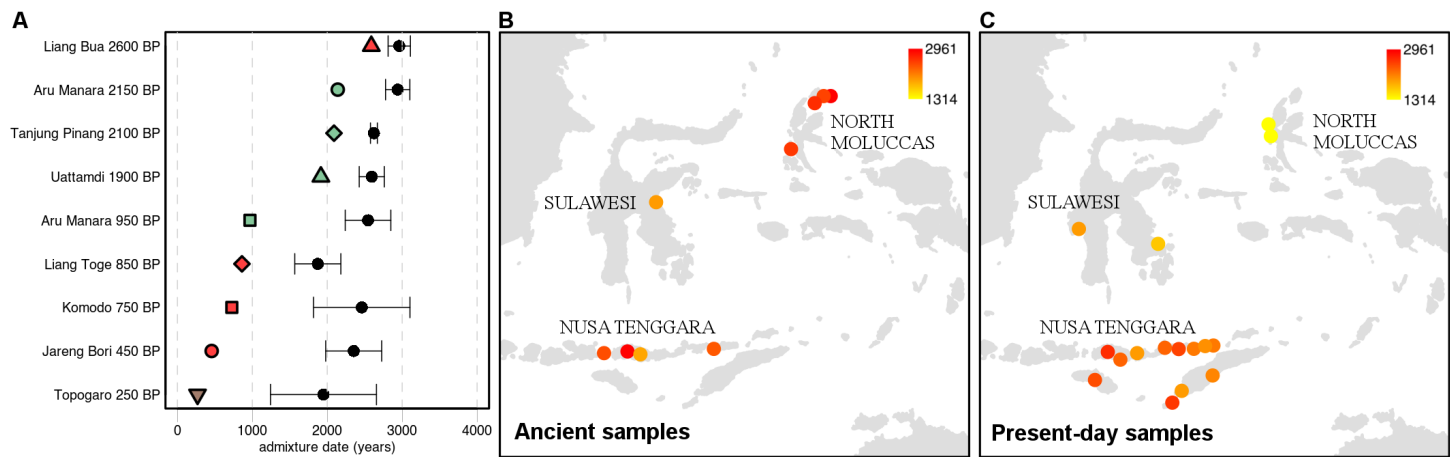 A
Liang Bua 2600 BP
Aru Manara 2150 BP
Tanjung Pinang 2100 BP
Uattamdi 1900 BP
Aru Manara 950 BP
Liang Toge 850 BP
Komodo 750 BP
Jareng Bori 450 BP
Topogaro 250 BP
0 1000 2000 3000 4000
admixture date (years)
B
2961
1314
NORTH
MOLUCCAS
SULAWESI
NUSA TENGGARA
Ancient samples
C
2961
1314
NORTH
MOLUCCAS
SULAWESI
NUSA TENGGARA
Present-day samples